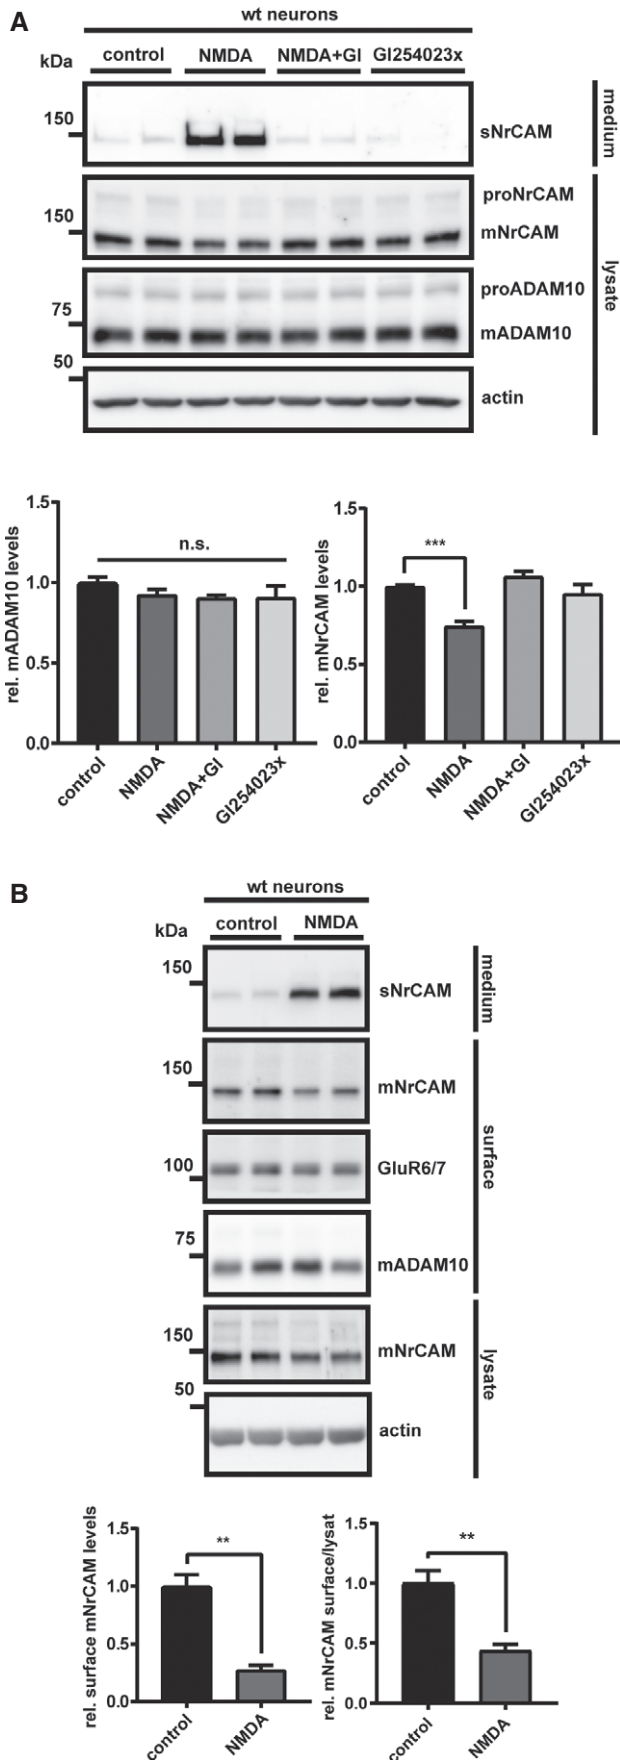 A
wt neurons
kDa
control NMDA NMDA+GI GI254023x
150
sNrCAM
medium
proNrCAM
150
mNrCAM
proADAM10
75
mADAM10
50
actin
lysate
rel. mADAM10 levels
1.5
1.0
0.5
0.0
n.s.
control
NMDA
NMDA+GI
GI254023x
rel. mNrCAM levels
1.5
1.0
0.5
0.0
***
control
NMDA
NMDA+GI
GI254023x
B
wt neurons
kDa
control NMDA
150
sNrCAM
medium
150
mNrCAM
100
GluR6/7
75
mADAM10
surface
150
mNrCAM
50
actin
lysate
rel. surface mNrCAM levels
1.5
1.0
0.5
0.0
**
control
NMDA
rel. mNrCAM surface/lysat
1.5
1.0
0.5
0.0
**
control
NMDA